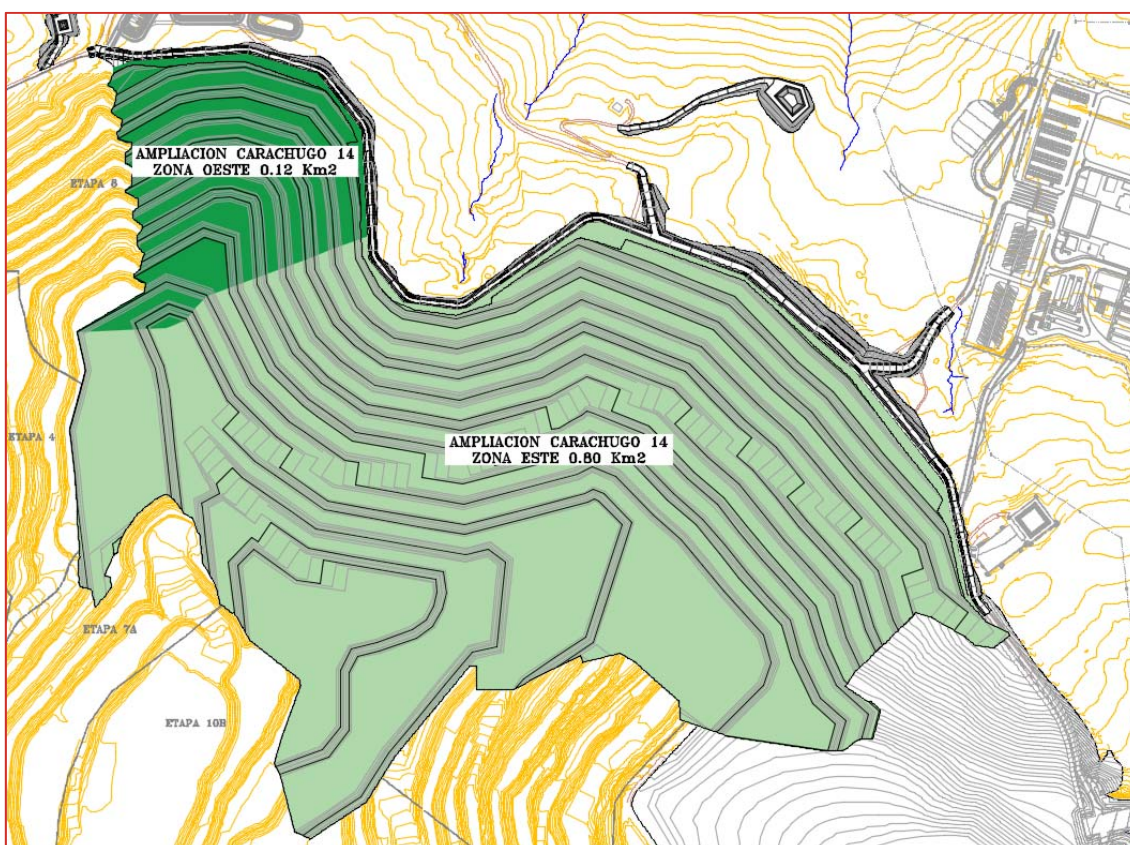 AMPLIACION CARACHUGO 14
ZONA OESTE 0.12 Km2
ETAPA 8
ETAPA 4
AMPLIACION CARACHUGO 14
ZONA ESTE 0.80 Km2
ETAPA 7A
ETAPA 10B